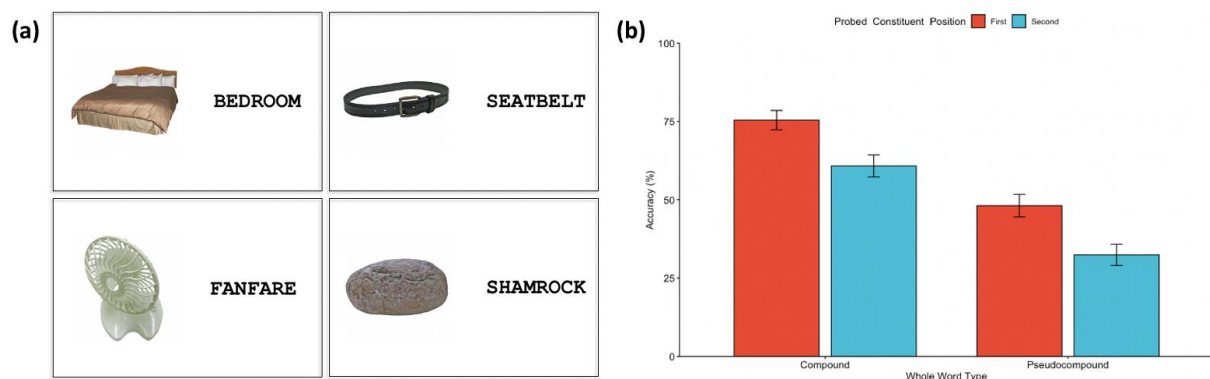 (a)
BEDROOM
SEATBELT
FANFARE
SHAMROCK
(b)
Probed Constituent Position First Second
100
75
50
25
0
Accuracy (%)
Compound Pseudocompound
Whole Word Type